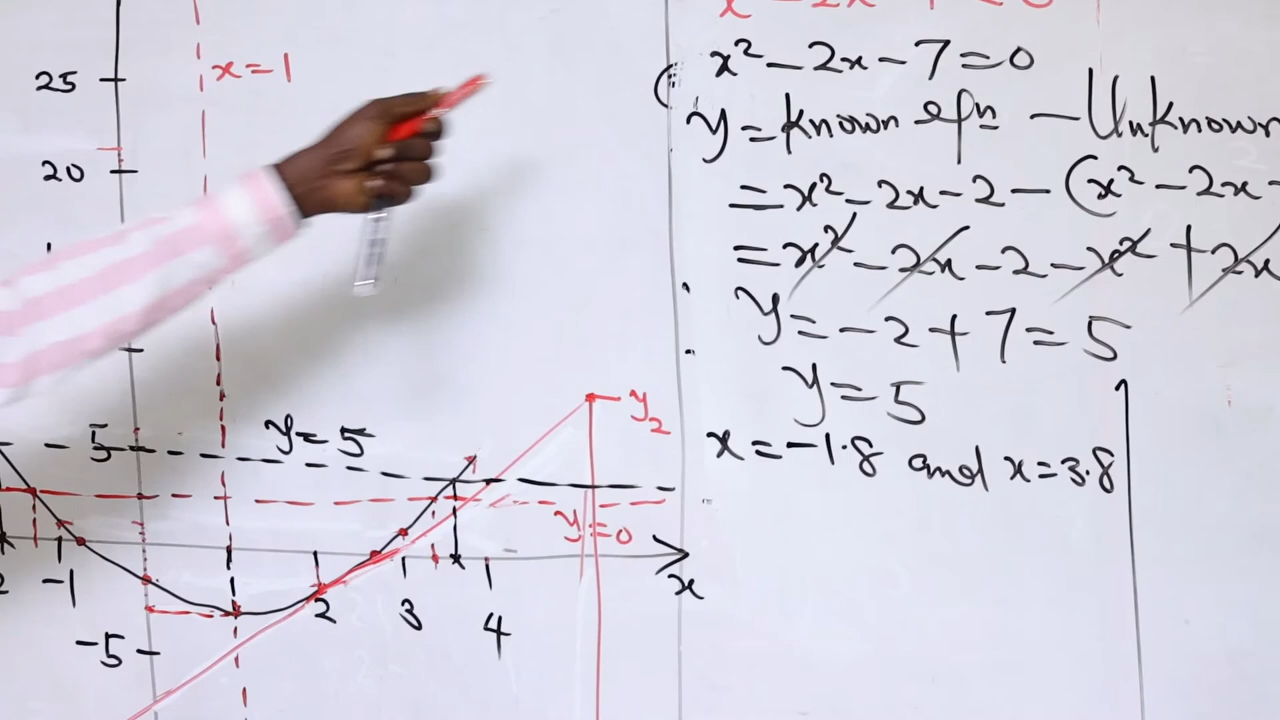 x² - 2x - 7 = 0
y = known eqn - Unknown
= x² - 2x - 2 - (x² - 2x -
= x² - 2x - 2 - x² + 2x
y = -2 + 7 = 5
y = 5
x = -1.8 and x = 3.8
x = 1
25
20
5
y = 5
y₂
y = 0
x
-1
2
3
4
-5